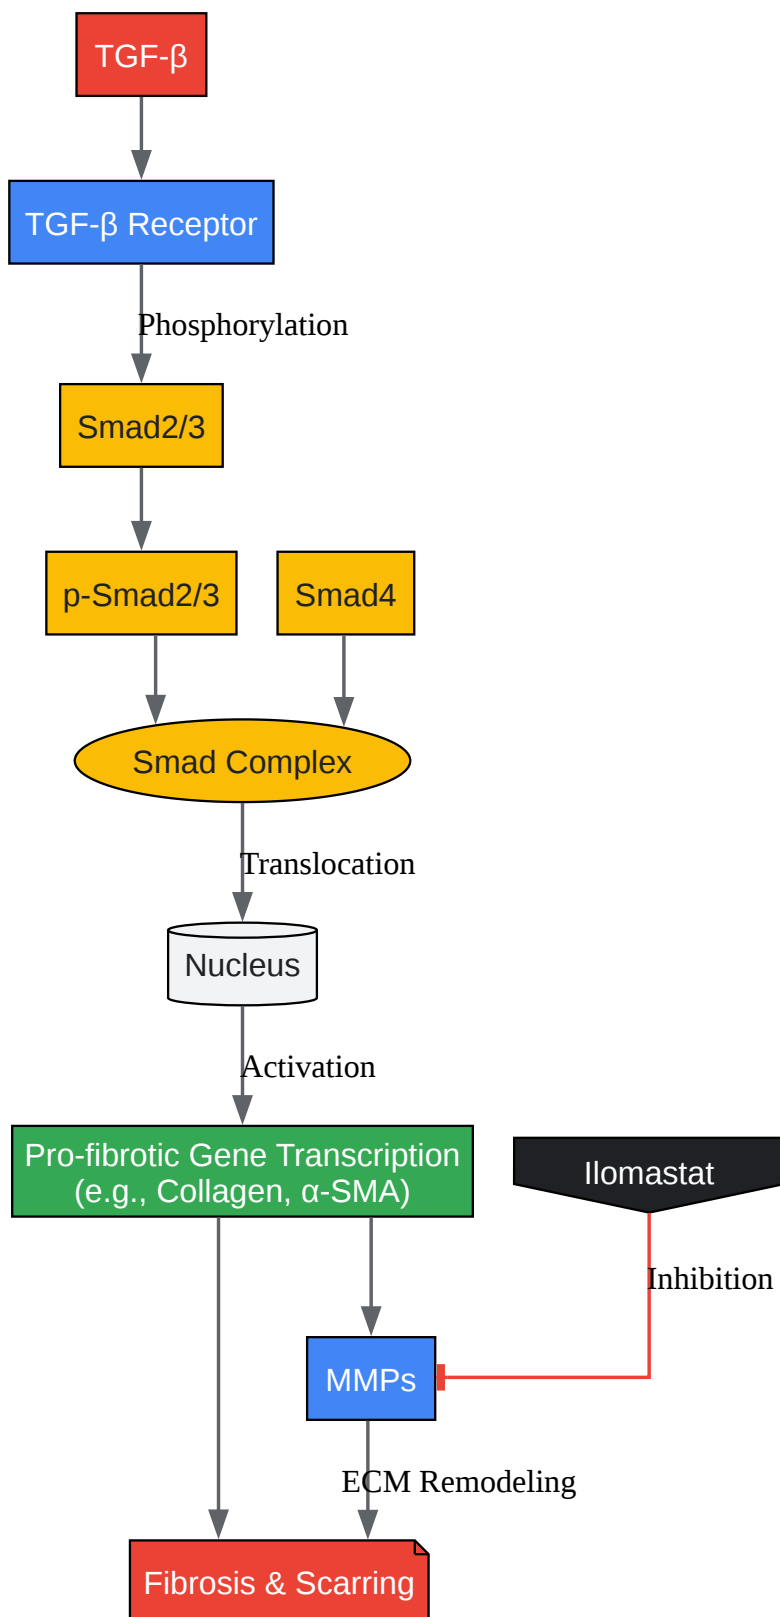 TGF-β
TGF-β Receptor
Phosphorylation
Smad2/3
p-Smad2/3
Smad4
Smad Complex
Translocation
Nucleus
Activation
Pro-fibrotic Gene Transcription
(e.g., Collagen, α-SMA)
Ilomastat
Inhibition
MMPs
ECM Remodeling
Fibrosis & Scarring